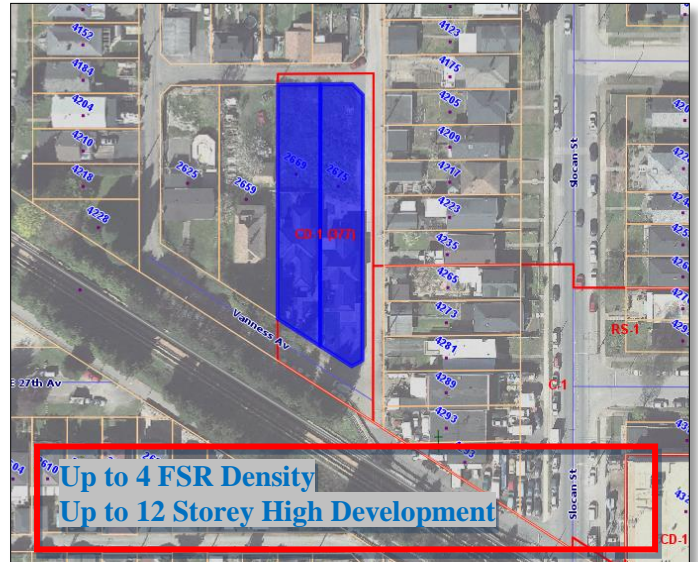 4152
4123
4184
4175
4204
4205
4210
4209
4218
4217
4228
4223
4235
2625
2659
2669
2675
CD-1 (377)
4265
4273
4281
4289
4293
Slocan St
RS-1
C-1
Vanness Av
E 27th Av
Slocan St
CD-1
Up to 4 FSR Density
Up to 12 Storey High Development